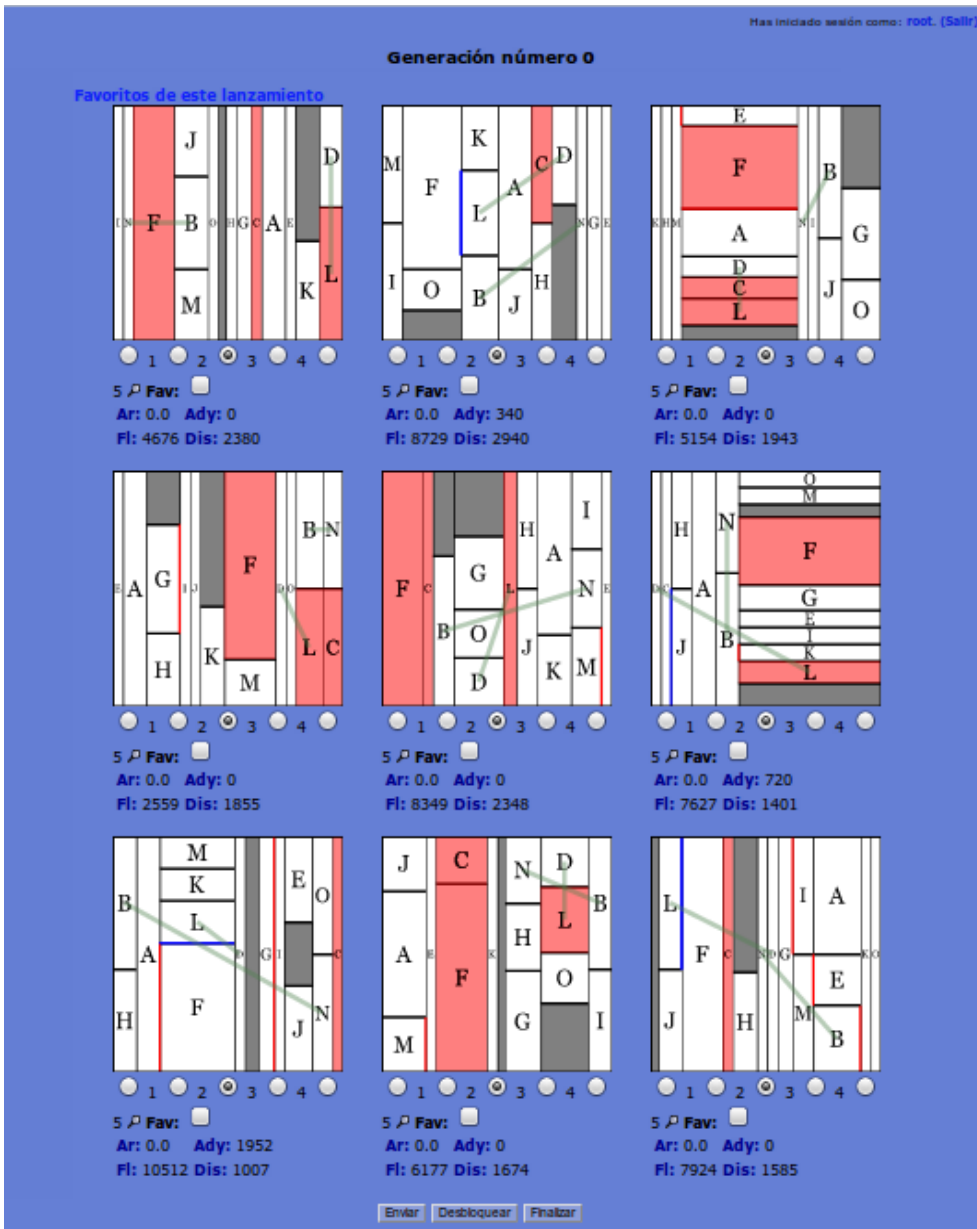 Has iniciado sesión como: root. (Salir)
Generación número 0
Favoritos de este lanzamiento
I N F J B M O H G C A E K D L
M I F O K L B A J C H D N G E
K H M E F A D C L N I B J G O
1 2 3 4
1 2 3 4
1 2 3 4
5 Fav:
5 Fav:
5 Fav:
Ar: 0.0 Ady: 0
Ar: 0.0 Ady: 340
Ar: 0.0 Ady: 0
Fl: 4676 Dis: 2380
Fl: 8729 Dis: 2940
Fl: 5154 Dis: 1943
E A G H I J K F M D O B L N C
F C B G O D L H J A K I N M E
D C H J A N B O M F G E I K L
1 2 3 4
1 2 3 4
1 2 3 4
5 Fav:
5 Fav:
5 Fav:
Ar: 0.0 Ady: 0
Ar: 0.0 Ady: 0
Ar: 0.0 Ady: 720
Fl: 2559 Dis: 1855
Fl: 8349 Dis: 2348
Fl: 7627 Dis: 1401
B H A M K L F D G I E J O N C
J A M E C F K N H G D L O B I
L J F C H N D G I M A E B K O
1 2 3 4
1 2 3 4
1 2 3 4
5 Fav:
5 Fav:
5 Fav:
Ar: 0.0 Ady: 1952
Ar: 0.0 Ady: 0
Ar: 0.0 Ady: 0
Fl: 10512 Dis: 1007
Fl: 6177 Dis: 1674
Fl: 7924 Dis: 1585
Enviar Desbloquear Finalizar